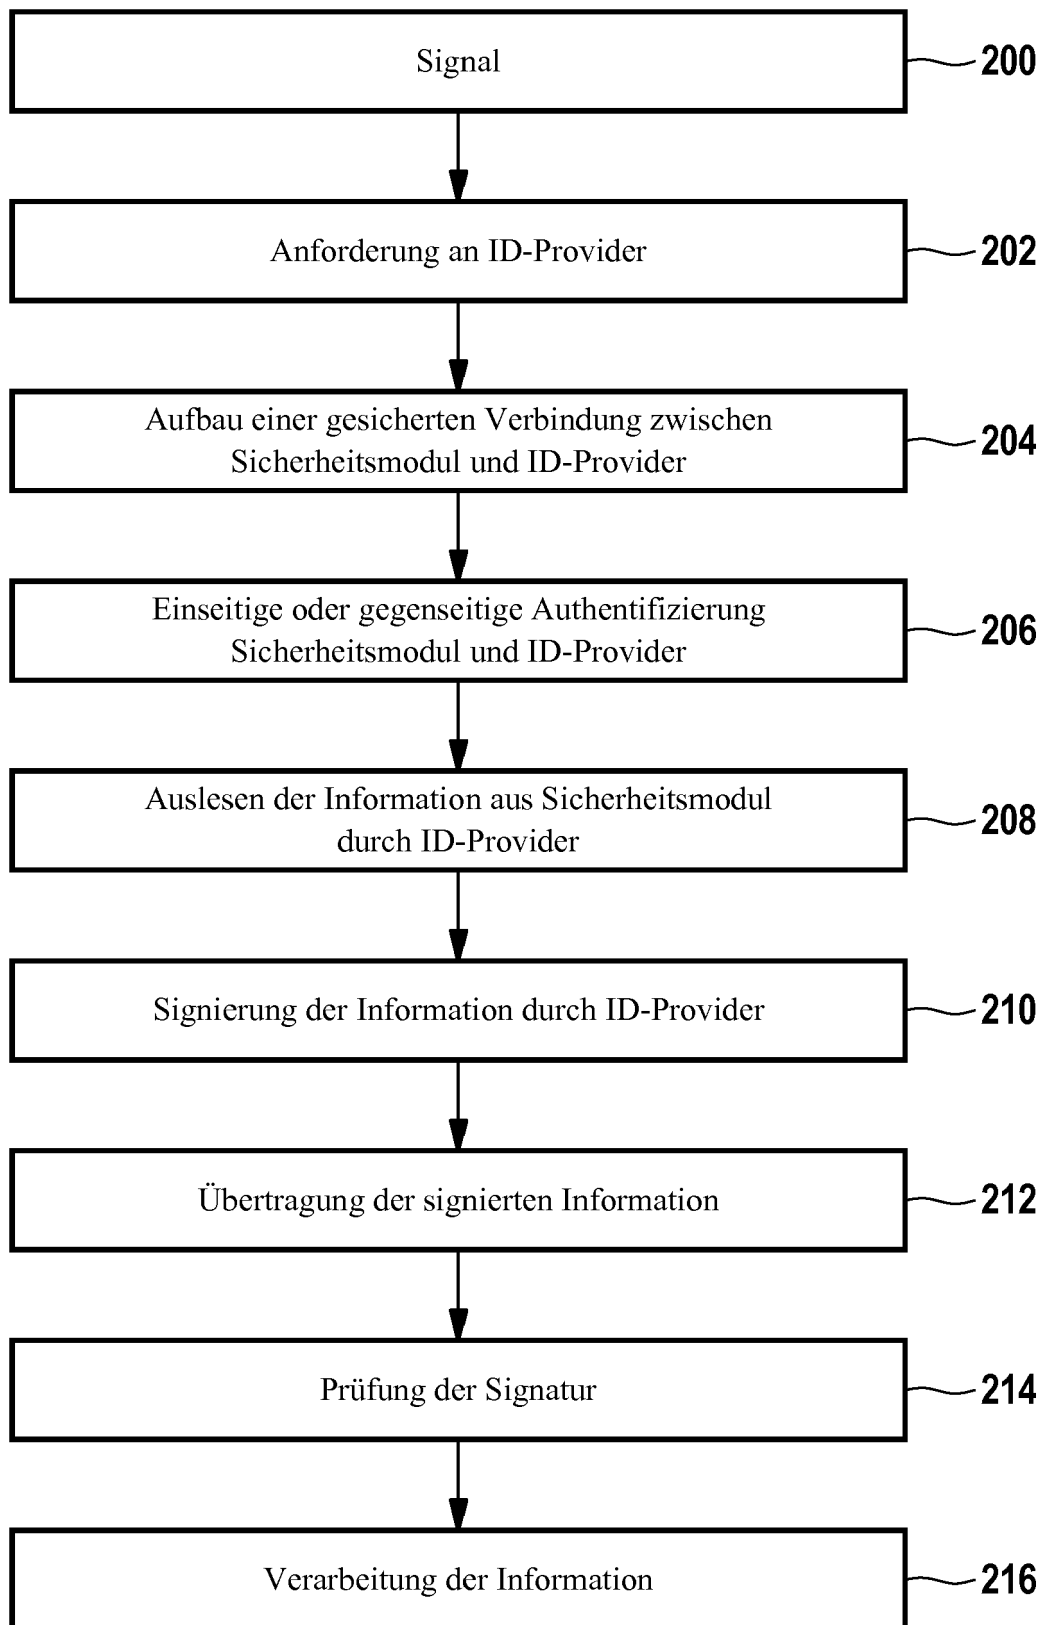 Signal
200
Anforderung an ID-Provider
202
Aufbau einer gesicherten Verbindung zwischen
Sicherheitsmodul und ID-Provider
204
Einseitige oder gegenseitige Authentifizierung
Sicherheitsmodul und ID-Provider
206
Auslesen der Information aus Sicherheitsmodul
durch ID-Provider
208
Signierung der Information durch ID-Provider
210
Übertragung der signierten Information
212
Prüfung der Signatur
214
Verarbeitung der Information
216